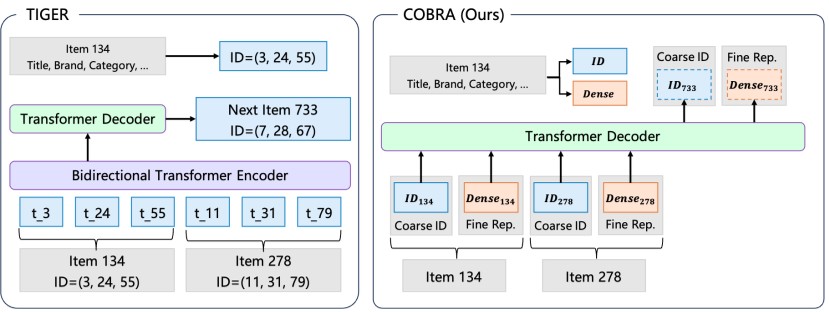 TIGER
Item 134
Title, Brand, Category, ...
ID=(3, 24, 55)
Transformer Decoder
Next Item 733
ID=(7, 28, 67)
Bidirectional Transformer Encoder
t_3 t_24 t_55 t_11 t_31 t_79
Item 134
ID=(3, 24, 55)
Item 278
ID=(11, 31, 79)
COBRA (Ours)
Item 134
Title, Brand, Category, ...
ID
Dense
Coarse ID
ID733
Fine Rep.
Dense733
Transformer Decoder
ID134 Dense134 ID278 Dense278
Coarse ID Fine Rep. Coarse ID Fine Rep.
Item 134 Item 278